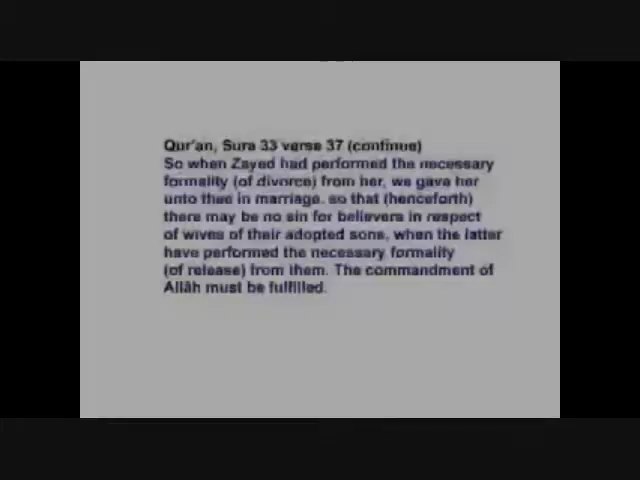 Qur'an, Sura 33 verse 37 (continue)
So when Zayed had performed the necessary
formality (of divorce) from her, we gave her
unto thee in marriage, so that (henceforth)
there may be no sin for believers in respect
of wives of their adopted sons, when the latter
have performed the necessary formality
(of release) from them. The commandment of
Allâh must be fulfilled.